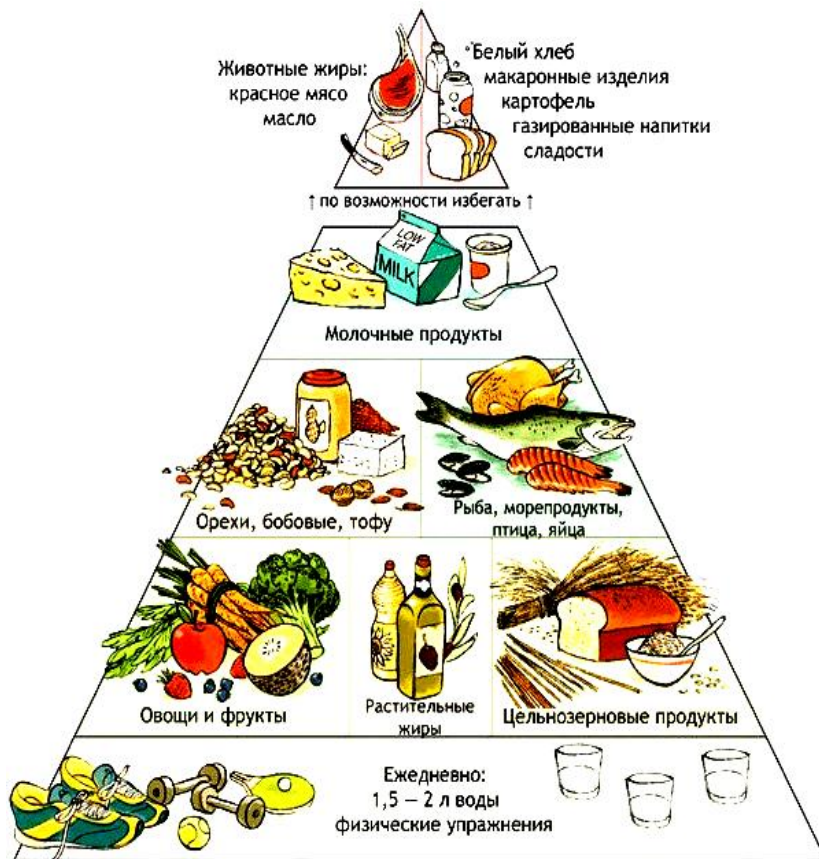 Животные жиры:
красное мясо
масло
Белый хлеб
макаронные изделия
картофель
газированные напитки
сладости
↑ по возможности избегать ↑
LOW
FAT
MILK
Молочные продукты
Орехи, бобовые, тофу
Рыба, морепродукты,
птица, яйца
Овощи и фрукты
Растительные
жиры
Цельнозерновые продукты
Ежедневно:
1,5 – 2 л воды
физические упражнения